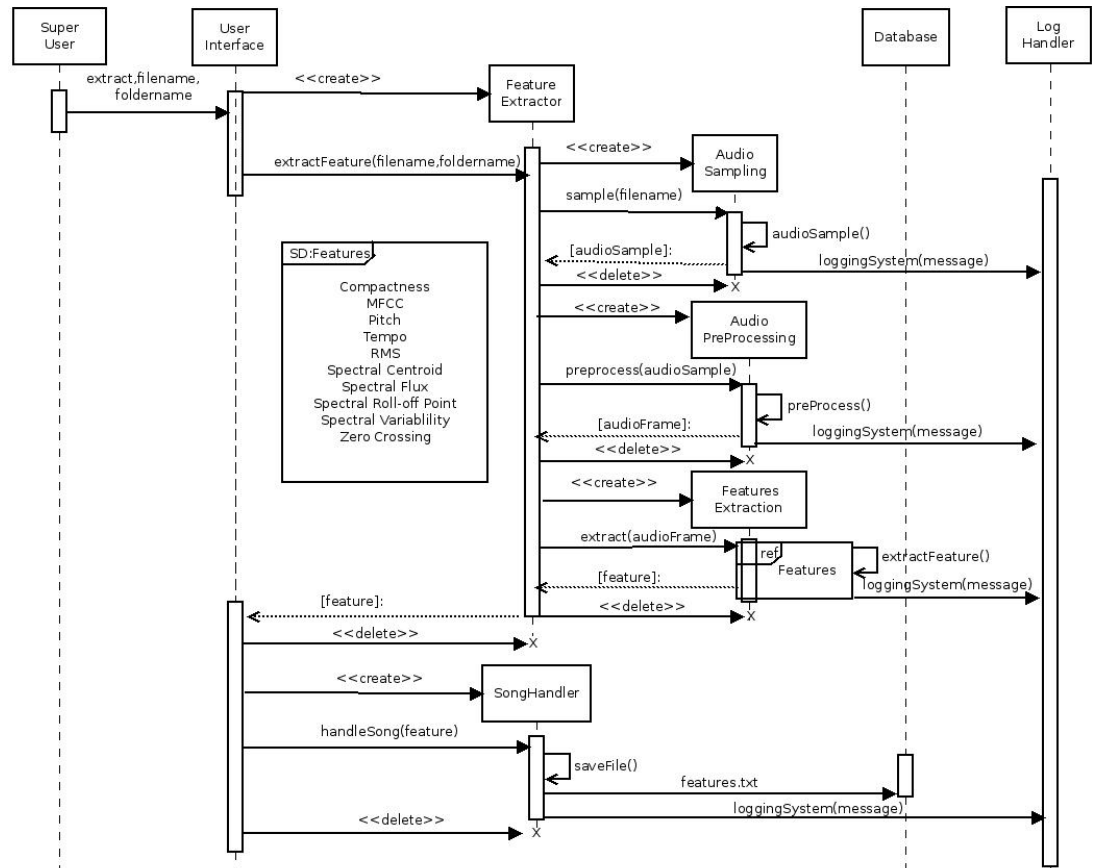 Super
User
User
Interface
Database
Log
Handler
extract,filename,
foldername
<<create>>
Feature
Extractor
extractFeature(filename,foldername)
<<create>>
Audio
Sampling
sample(filename)
audioSample()
[audioSample]:
loggingSystem(message)
<<delete>>
X
SD:Features
Compactness
MFCC
Pitch
Tempo
RMS
Spectral Centroid
Spectral Flux
Spectral Roll-off Point
Spectral Variablility
Zero Crossing
<<create>>
Audio
PreProcessing
preprocess(audioSample)
preProcess()
[audioFrame]:
loggingSystem(message)
<<delete>>
X
<<create>>
Features
Extraction
extract(audioFrame)
ref
Features
extractFeature()
[feature]:
loggingSystem(message)
<<delete>>
X
[feature]:
<<delete>>
X
<<create>>
SongHandler
handleSong(feature)
saveFile()
features.txt
loggingSystem(message)
<<delete>>
X